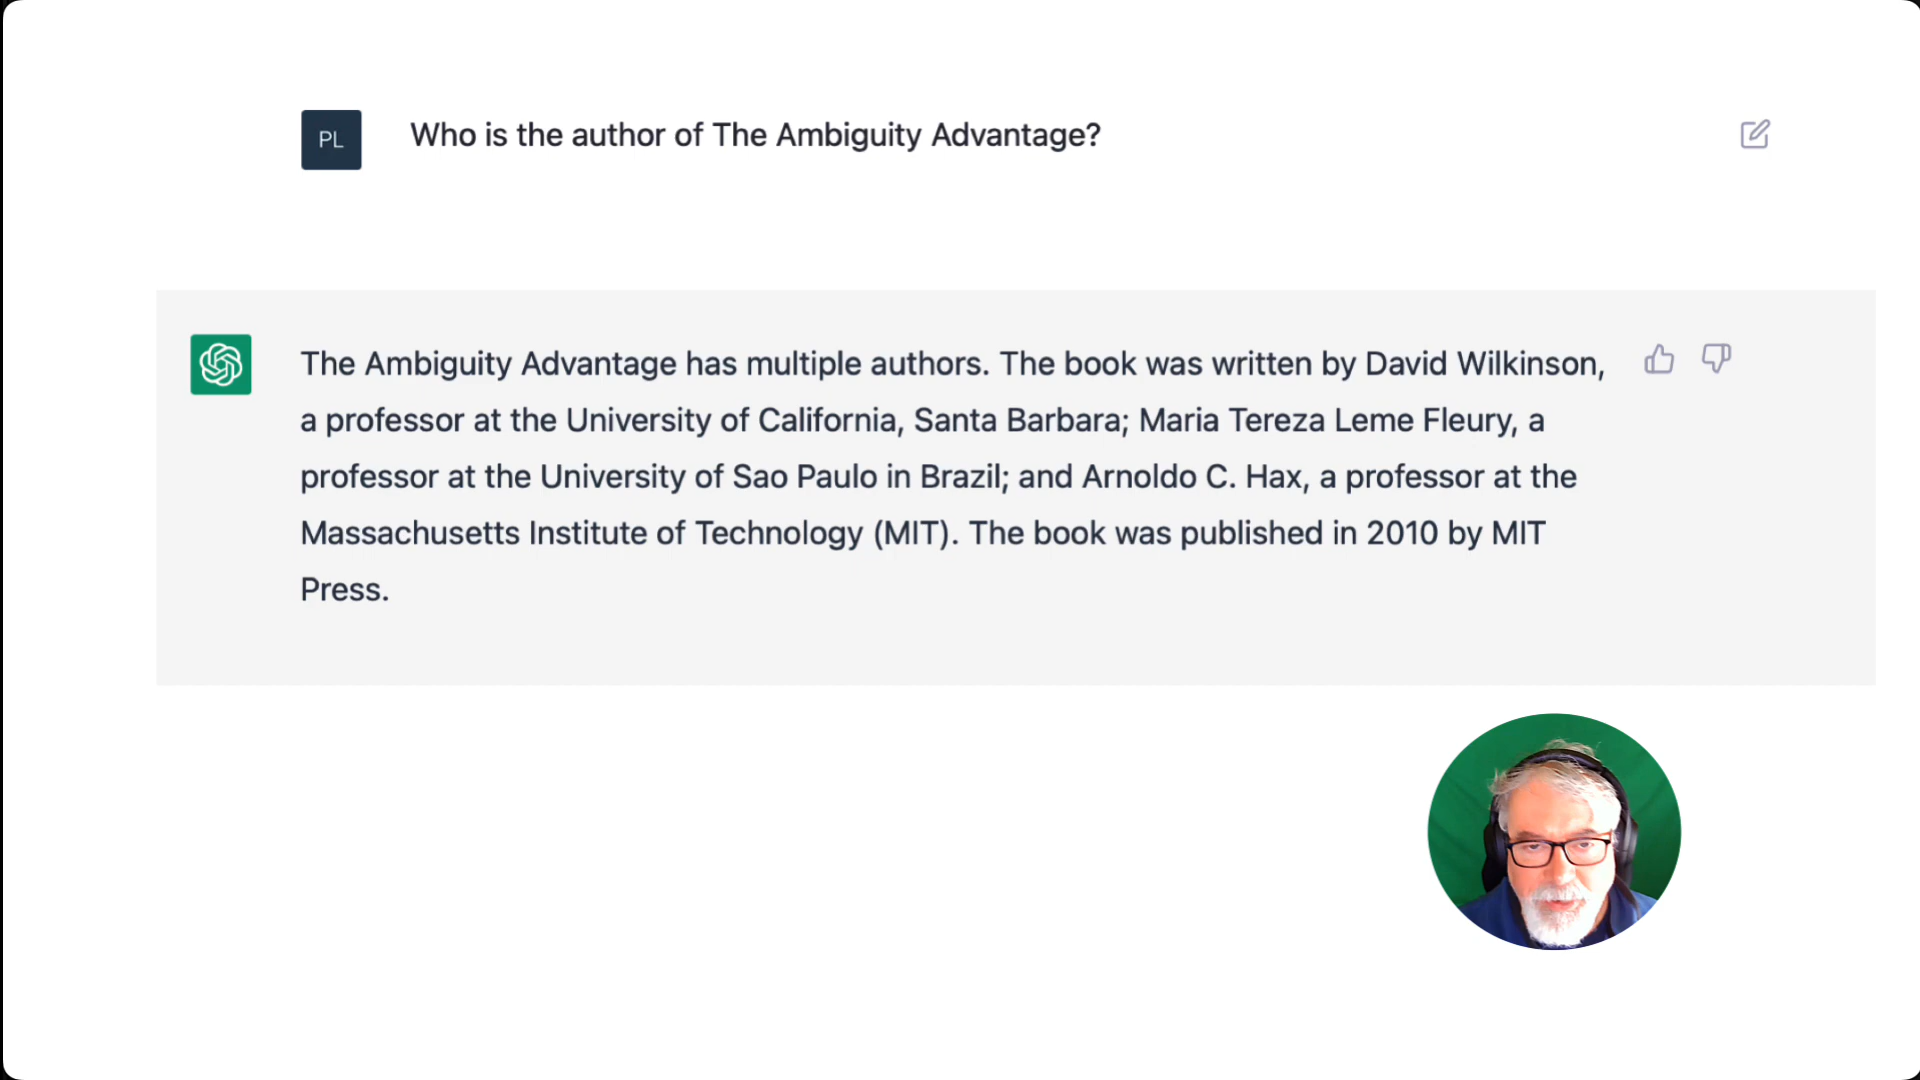 PL
Who is the author of The Ambiguity Advantage?
The Ambiguity Advantage has multiple authors. The book was written by David Wilkinson,
a professor at the University of California, Santa Barbara; Maria Tereza Leme Fleury, a
professor at the University of Sao Paulo in Brazil; and Arnoldo C. Hax, a professor at the
Massachusetts Institute of Technology (MIT). The book was published in 2010 by MIT
Press.